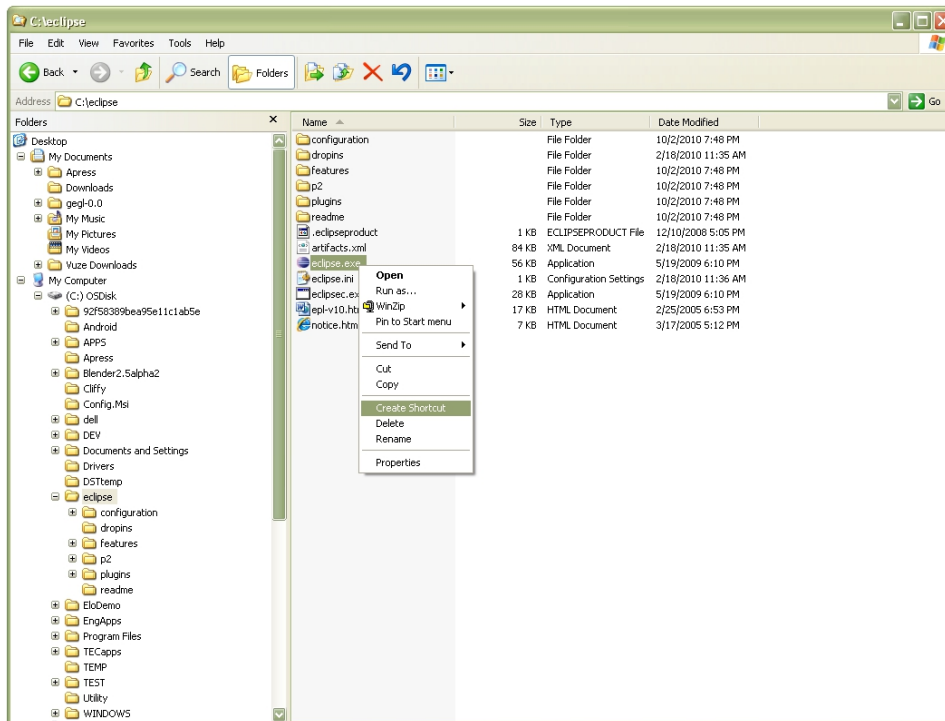 C:\eclipse
File Edit View Favorites Tools Help
Back Search Folders
Address C:\eclipse Go
Folders x
Name Size Type Date Modified
Desktop
My Documents
Apress
Downloads
gegl-0.0
My Music
My Pictures
My Videos
Vuze Downloads
My Computer
(C:) OSDisk
92f58389bea95e11c1ab5e
Android
APPS
Apress
Blender2.5alpha2
Cliffy
Config.Msi
dell
DEV
Documents and Settings
Drivers
DSTtemp
eclipse
configuration
dropins
features
p2
plugins
readme
EloDemo
EngApps
Program Files
TECapps
TEMP
TEST
Utility
WINDOWS
configuration File Folder 10/2/2010 7:48 PM
dropins File Folder 2/18/2010 11:35 AM
features File Folder 10/2/2010 7:48 PM
p2 File Folder 10/2/2010 7:48 PM
plugins File Folder 10/2/2010 7:48 PM
readme File Folder 10/2/2010 7:48 PM
.eclipseproduct 1 KB ECLIPSEPRODUCT File 12/10/2008 5:05 PM
artifacts.xml 84 KB XML Document 2/18/2010 11:35 AM
eclipse.exe 56 KB Application 5/19/2009 6:10 PM
eclipse.ini 1 KB Configuration Settings 2/18/2010 11:36 AM
eclipsec.ex 28 KB Application 5/19/2009 6:10 PM
epl-v10.ht 17 KB HTML Document 2/25/2005 6:53 PM
notice.htm 7 KB HTML Document 3/17/2005 5:12 PM
Open
Run as...
WinZip
Pin to Start menu
Send To
Cut
Copy
Create Shortcut
Delete
Rename
Properties